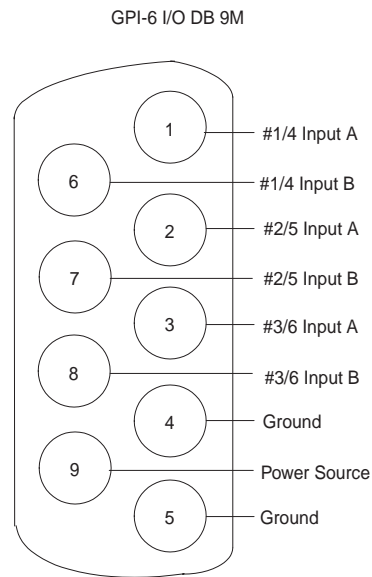 GPI-6 I/O DB 9M
1 #1/4 Input A
6 #1/4 Input B
2 #2/5 Input A
7 #2/5 Input B
3 #3/6 Input A
8 #3/6 Input B
4 Ground
9 Power Source
5 Ground